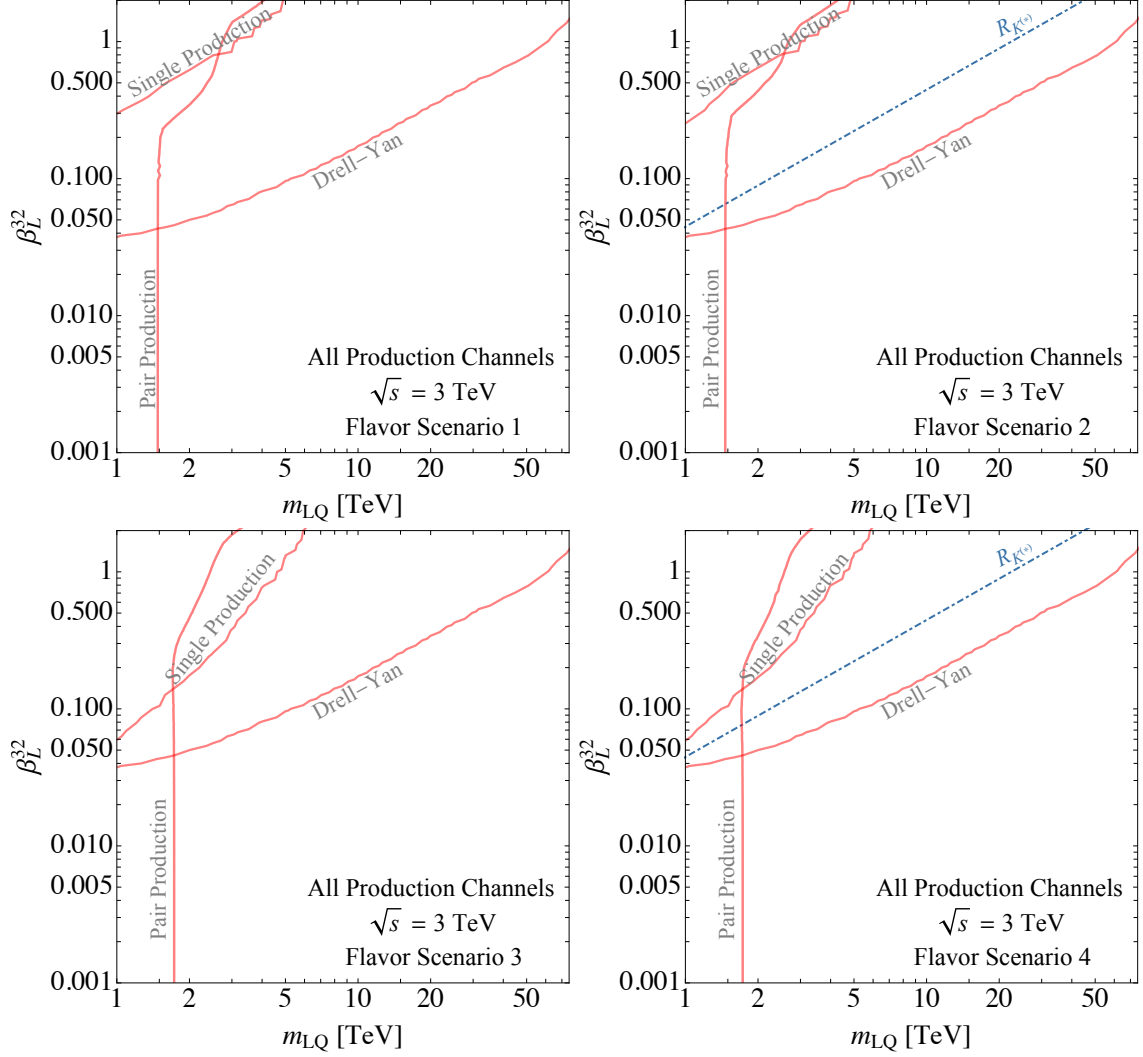 Single Production
Drell−Yan
Pair Production
All Production Channels
√s = 3 TeV
Flavor Scenario 1
1
0.500
0.100
0.050
0.010
0.005
0.001
β_L^32
1 2 5 10 20 50
m_LQ [TeV]
Single Production
R_K(*)
Drell−Yan
Pair Production
All Production Channels
√s = 3 TeV
Flavor Scenario 2
1
0.500
0.100
0.050
0.010
0.005
0.001
β_L^32
1 2 5 10 20 50
m_LQ [TeV]
Single Production
Drell−Yan
Pair Production
All Production Channels
√s = 3 TeV
Flavor Scenario 3
1
0.500
0.100
0.050
0.010
0.005
0.001
β_L^32
1 2 5 10 20 50
m_LQ [TeV]
Single Production
R_K(*)
Drell−Yan
Pair Production
All Production Channels
√s = 3 TeV
Flavor Scenario 4
1
0.500
0.100
0.050
0.010
0.005
0.001
β_L^32
1 2 5 10 20 50
m_LQ [TeV]